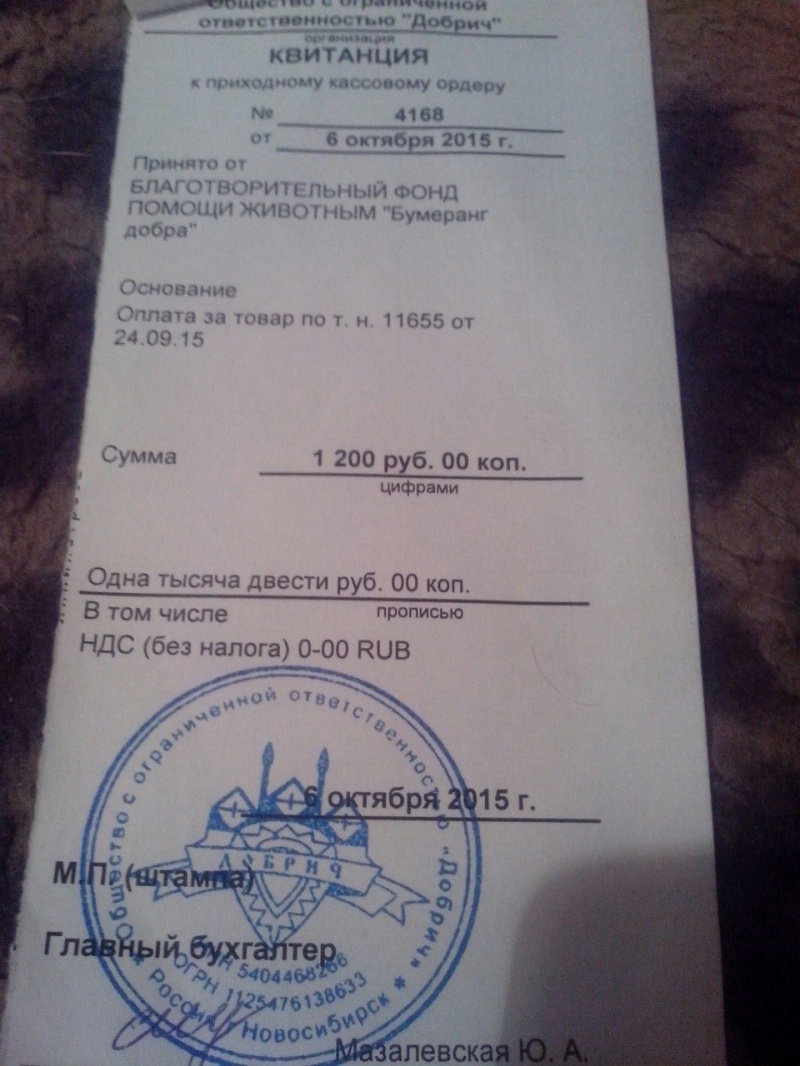 Общество с ограниченной
ответственностью "Добрич"
организация
КВИТАНЦИЯ
к приходному кассовому ордеру
№ 4168
от 6 октября 2015 г.
Принято от
БЛАГОТВОРИТЕЛЬНЫЙ ФОНД
ПОМОЩИ ЖИВОТНЫМ "Бумеранг
добра"
Основание
Оплата за товар по т. н. 11655 от
24.09.15
Сумма 1 200 руб. 00 коп.
цифрами
Одна тысяча двести руб. 00 коп.
В том числе прописью
НДС (без налога) 0-00 RUB
Общество с ограниченной ответственностью "Добрич"
6 октября 2015 г.
ДОБРИЧ
М.П. (штампа)
Главный бухгалтер
ИНН 5404468266
ОГРН 1125476138633
Россия г Новосибирск
Мазалевская Ю. А.